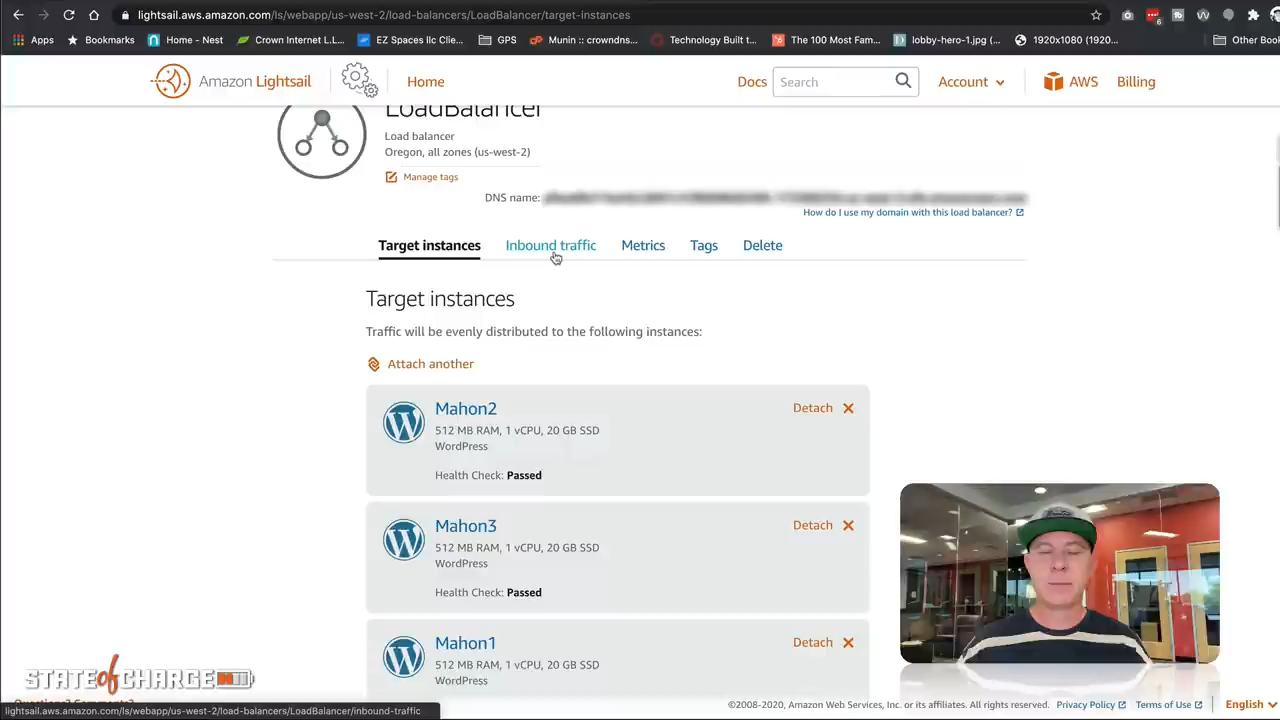 lightsail.aws.amazon.com/ls/webapp/us-west-2/load-balancers/LoadBalancer/target-instances
6
Apps
Bookmarks
Home - Nest
Crown Internet L.L...
EZ Spaces llc Clie...
GPS
Munin :: crowndns...
Technology Built t...
The 100 Most Fam...
lobby-hero-1.jpg (...
1920x1080 (1920...
Other Book
Amazon Lightsail
Home
Docs
Search
Account
AWS
Billing
LoadBalancer
Load balancer
Oregon, all zones (us-west-2)
Manage tags
DNS name:
How do I use my domain with this load balancer?
Target instances
Inbound traffic
Metrics
Tags
Delete
Target instances
Traffic will be evenly distributed to the following instances:
Attach another
Mahon2
Detach
512 MB RAM, 1 vCPU, 20 GB SSD
WordPress
Health Check: Passed
Mahon3
Detach
512 MB RAM, 1 vCPU, 20 GB SSD
WordPress
Health Check: Passed
Mahon1
Detach
512 MB RAM, 1 vCPU, 20 GB SSD
WordPress
STATE of CHARGE
Questions? Comments?
lightsail.aws.amazon.com/ls/webapp/us-west-2/load-balancers/LoadBalancer/inbound-traffic
©2008-2020, Amazon Web Services, Inc. or its affiliates. All rights reserved.
Privacy Policy
Terms of Use
English